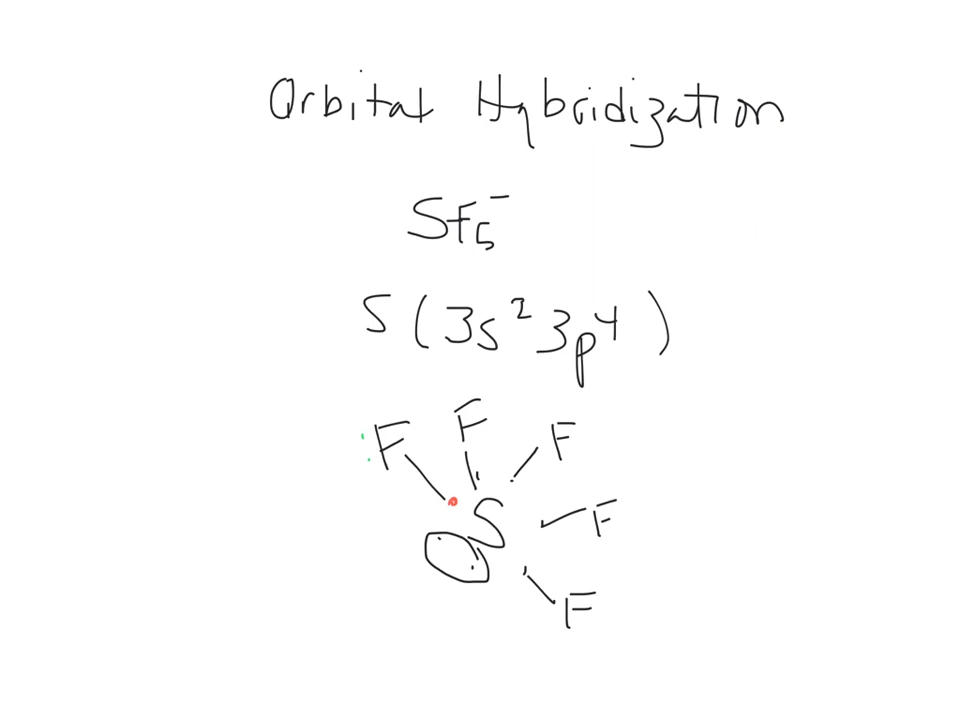 Orbital Hybridization
SF₅⁻
S (3s² 3p⁴)
:F F F
S F
F